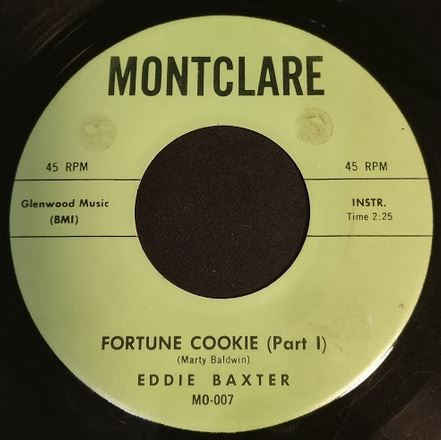 MONTCLARE
45 RPM
45 RPM
Glenwood Music
(BMI)
INSTR.
Time 2:25
FORTUNE COOKIE (Part I)
(Marty Baldwin)
EDDIE BAXTER
MO-007